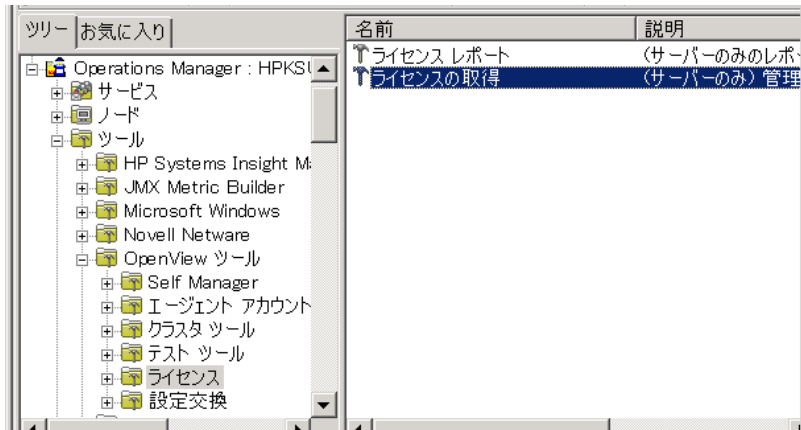 ツリー
お気に入り
Operations Manager : HPKS
サービス
ノード
ツール
HP Systems Insight M
JMX Metric Builder
Microsoft Windows
Novell Netware
OpenView ツール
Self Manager
エージェント アカウント
クラスタ ツール
テスト ツール
ライセンス
設定交換
名前 説明
ライセンス レポート (サーバーのみのレポ
ライセンスの取得 (サーバーのみ) 管理